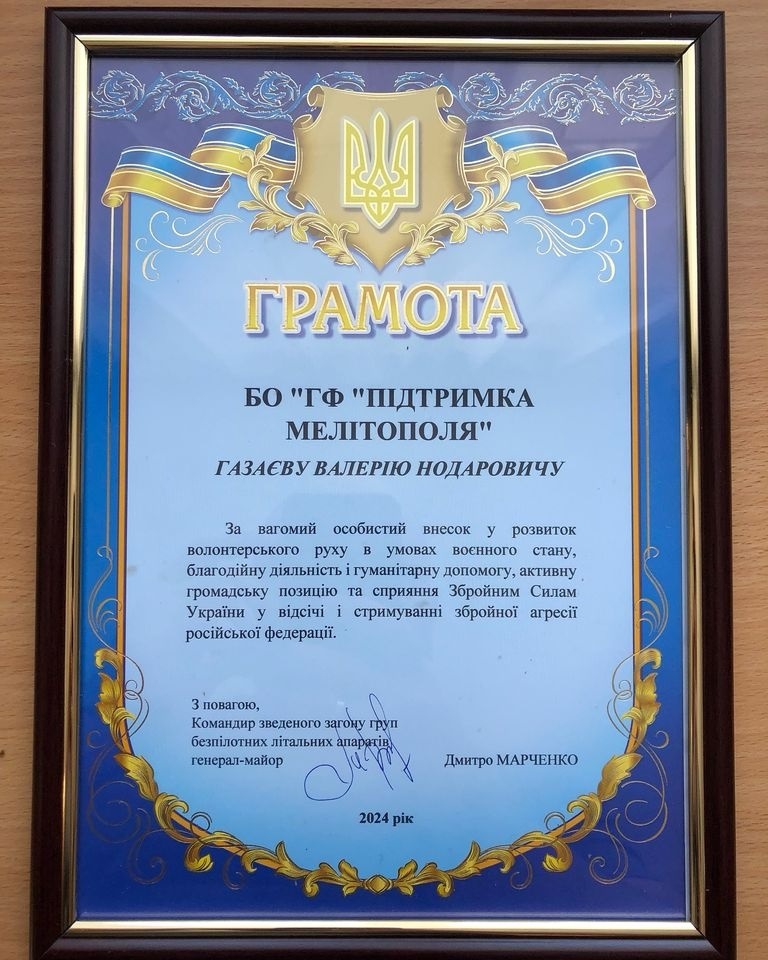 ГРАМОТА
БО "ГФ "ПІДТРИМКА
МЕЛІТОПОЛЯ"
ГАЗАЄВУ ВАЛЕРІЮ НОДАРОВИЧУ
За вагомий особистий внесок у розвиток
волонтерського руху в умовах воєнного стану,
благодійну діяльність і гуманітарну допомогу, активну
громадську позицію та сприяння Збройним Силам
України у відсічі і стримуванні збройної агресії
російської федерації.
З повагою,
Командир зведеного загону груп
безпілотних літальних апаратів
генерал-майор Дмитро МАРЧЕНКО
2024 рік